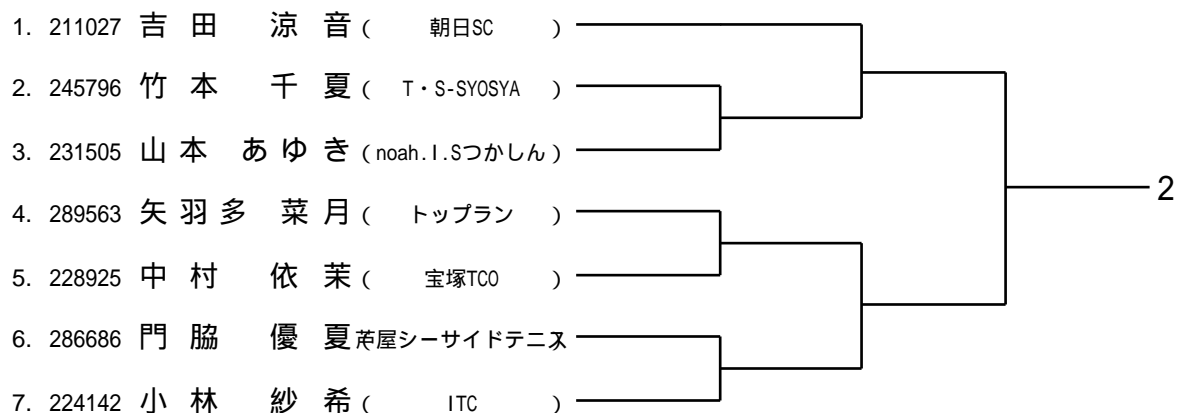 1. 211027 吉田 涼音 ( 朝日SC )
2. 245796 竹本 千夏 ( T・S-SYOSYA )
3. 231505 山本 あゆき (noah.I.Sつかしん)
2
4. 289563 矢羽多 菜月 ( トップラン )
5. 228925 中村 依茉 ( 宝塚TCO )
6. 286686 門脇 優夏 芦屋シーサイドテニス
7. 224142 小林 紗希 ( ITC )